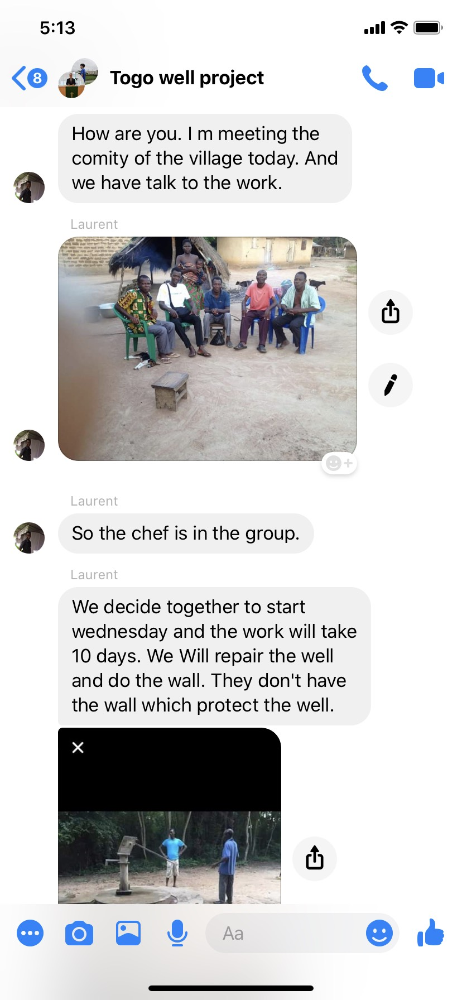 5:13
8
Togo well project
How are you. I m meeting the
comity of the village today. And
we have talk to the work.
Laurent
Laurent
So the chef is in the group.
Laurent
We decide together to start
wednesday and the work will take
10 days. We Will repair the well
and do the wall. They don't have
the wall which protect the well.
Aa